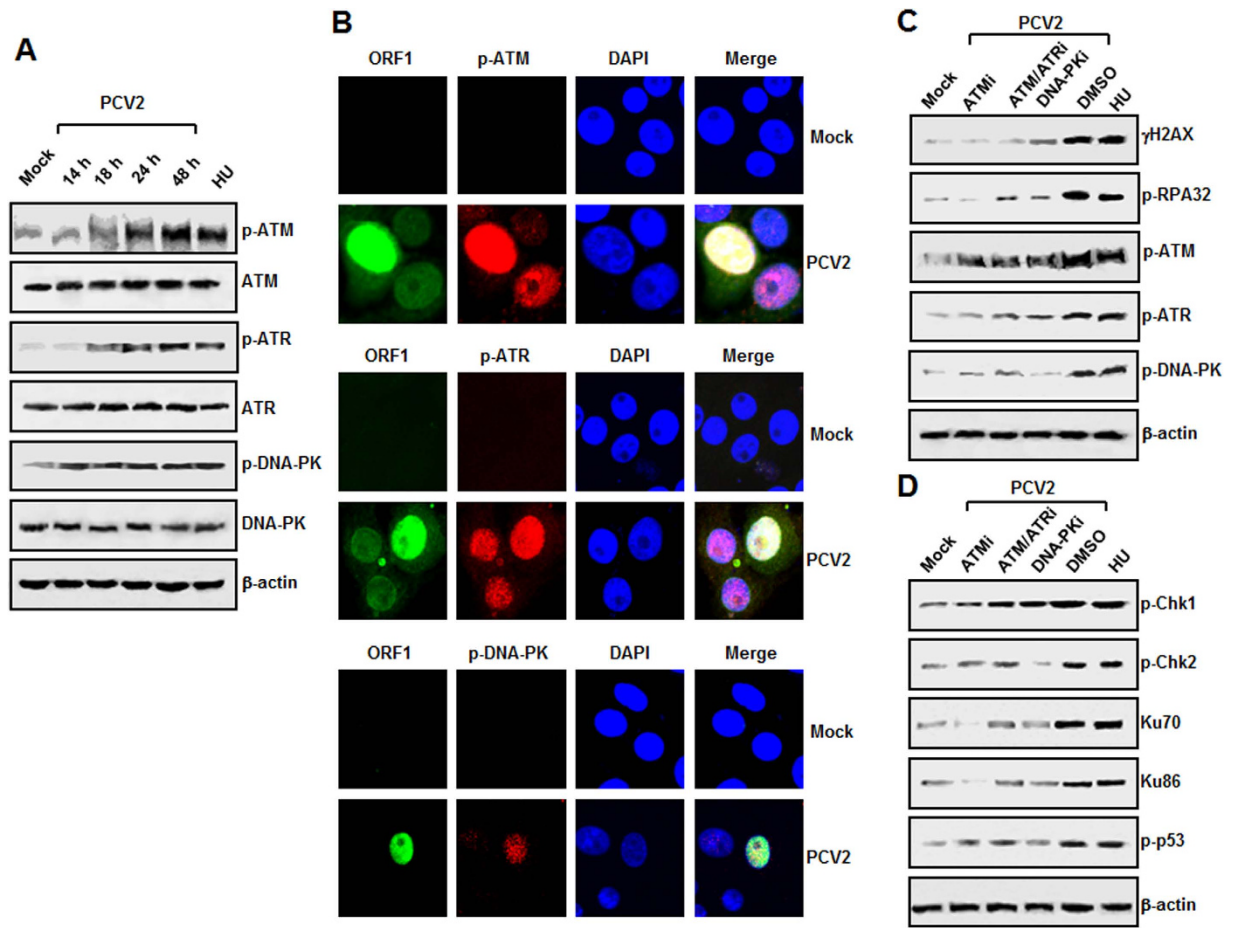 A
PCV2
Mock 14 h 18 h 24 h 48 h HU
p-ATM
ATM
p-ATR
ATR
p-DNA-PK
DNA-PK
β-actin
B
ORF1 p-ATM DAPI Merge
Mock
PCV2
ORF1 p-ATR DAPI Merge
Mock
PCV2
ORF1 p-DNA-PK DAPI Merge
Mock
PCV2
C
PCV2
Mock ATMi ATM/ATRi DNA-PKi DMSO HU
γH2AX
p-RPA32
p-ATM
p-ATR
p-DNA-PK
β-actin
D
PCV2
Mock ATMi ATM/ATRi DNA-PKi DMSO HU
p-Chk1
p-Chk2
Ku70
Ku86
p-p53
β-actin